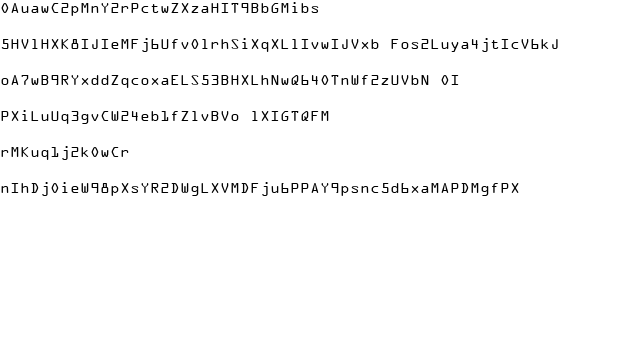 0AuawC2pMnY2rPctwZXzaHIT9BbGMibs
5HV1HXK8IJIeMFj6Ufv01rhSiXqXL1IvwIJVxb Fos2Luya4jtIcV6kJ
oA7wB9RYxddZqcoxaELS53BHXLhNwQ640TnWf2zUVbN 0I
PXiLuUq3gvCW24eb1fZ1vBVo 1XIGTQFM
rMKuq1j2k0wCr
nIhDj0ieW98pXsYR2DWgLXVMDFju6PPAY9psnc5d6xaMAPDMgfPX